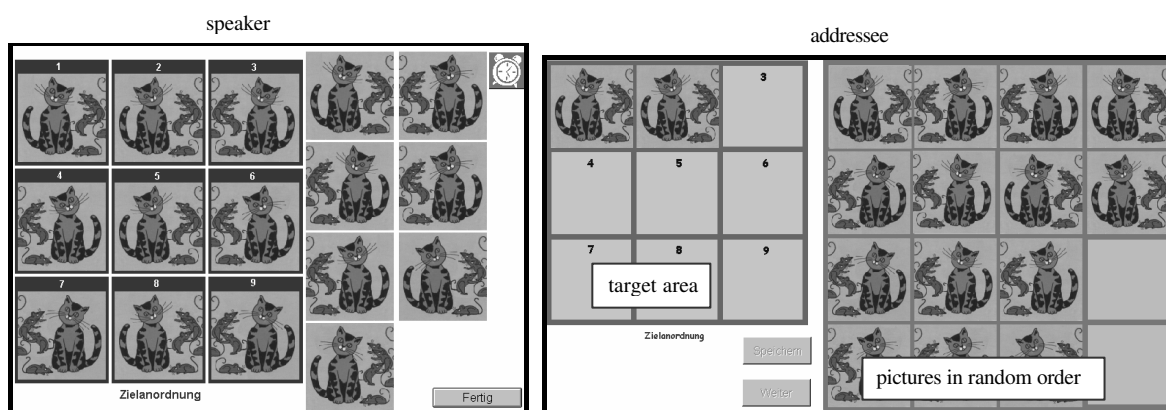 speaker
1 2 3
4 5 6
7 8 9
Zielanordnung
Fertig
addressee
3
4 5 6
7 8 9
target area
Zielanordnung
Speichern
Weiter
pictures in random order